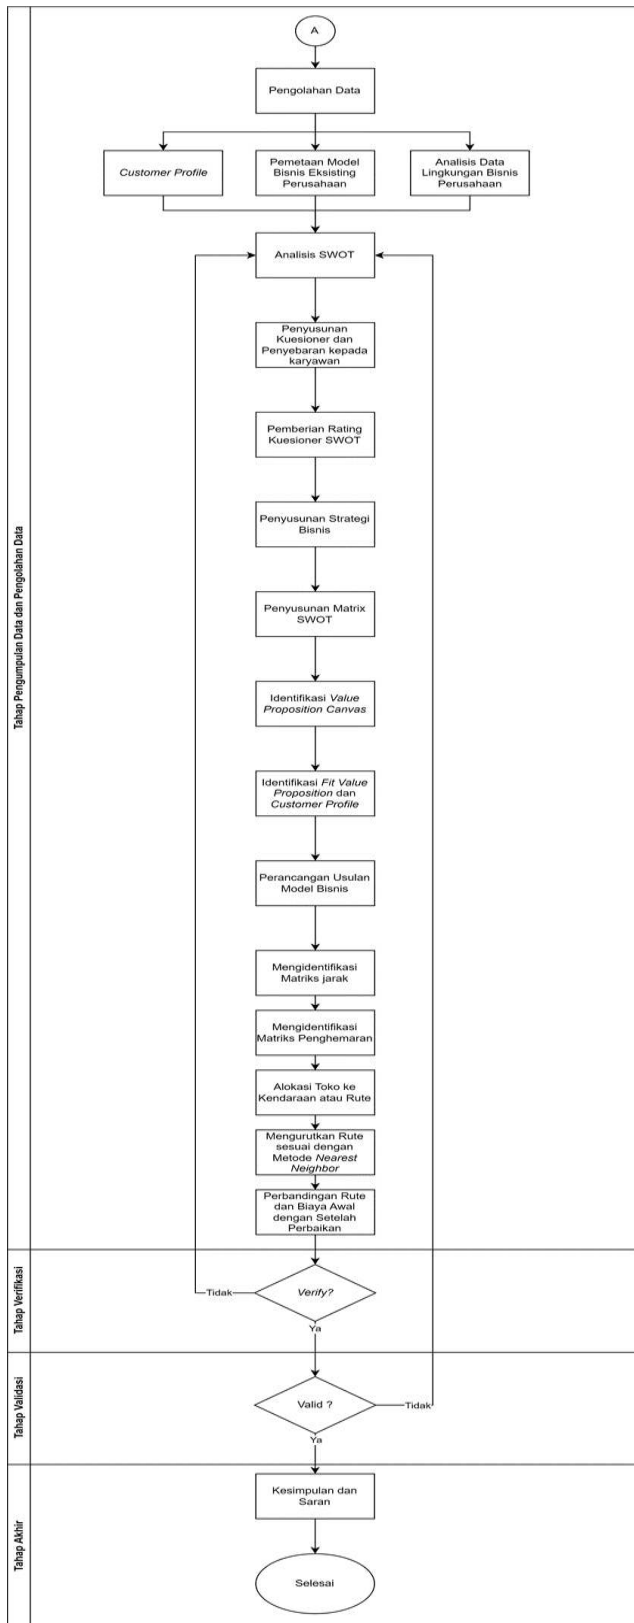 A
Pengolahan Data
Customer Profile
Pemetaan Model
Bisnis Eksisting
Perusahaan
Analisis Data
Lingkungan Bisnis
Perusahaan
Analisis SWOT
Penyusunan
Kuesioner dan
Penyebaran kepada
karyawan
Pemberian Rating
Kuesioner SWOT
Penyusunan Strategi
Bisnis
Penyusunan Matrix
SWOT
Identifikasi Value
Proposition Canvas
Identifikasi Fit Value
Proposition dan
Customer Profile
Perancangan Usulan
Model Bisnis
Mengidentifikasi
Matriks jarak
Mengidentifikasi
Matriks Penghemaran
Alokasi Toko ke
Kendaraan atau Rute
Mengurutkan Rute
sesuai dengan
Metode Nearest
Neighbor
Perbandingan Rute
dan Biaya Awal
dengan Setelah
Perbaikan
Tahap Pengumpulan Data dan Pengolahan Data
Verify?
Tidak
Ya
Tahap Verifikasi
Valid ?
Tidak
Ya
Tahap Validasi
Kesimpulan dan
Saran
Selesai
Tahap Akhir